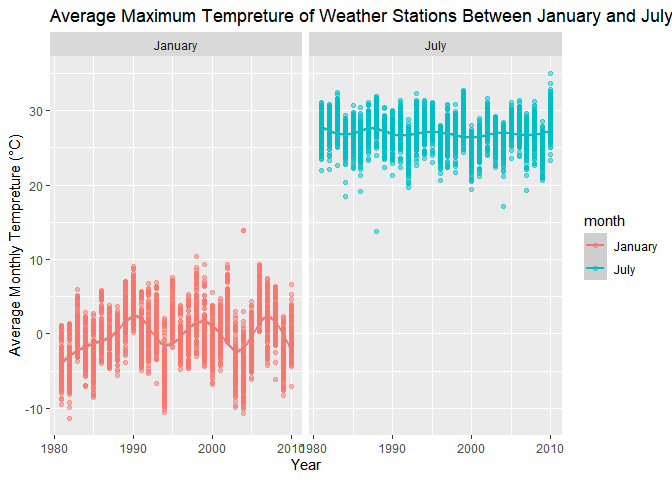 Average Maximum Tempreture of Weather Stations Between January and July
January
July
30
20
10
0
-10
Average Monthly Tempreture (°C)
1980
1990
2000
2010
1980
1990
2000
2010
Year
month
January
July